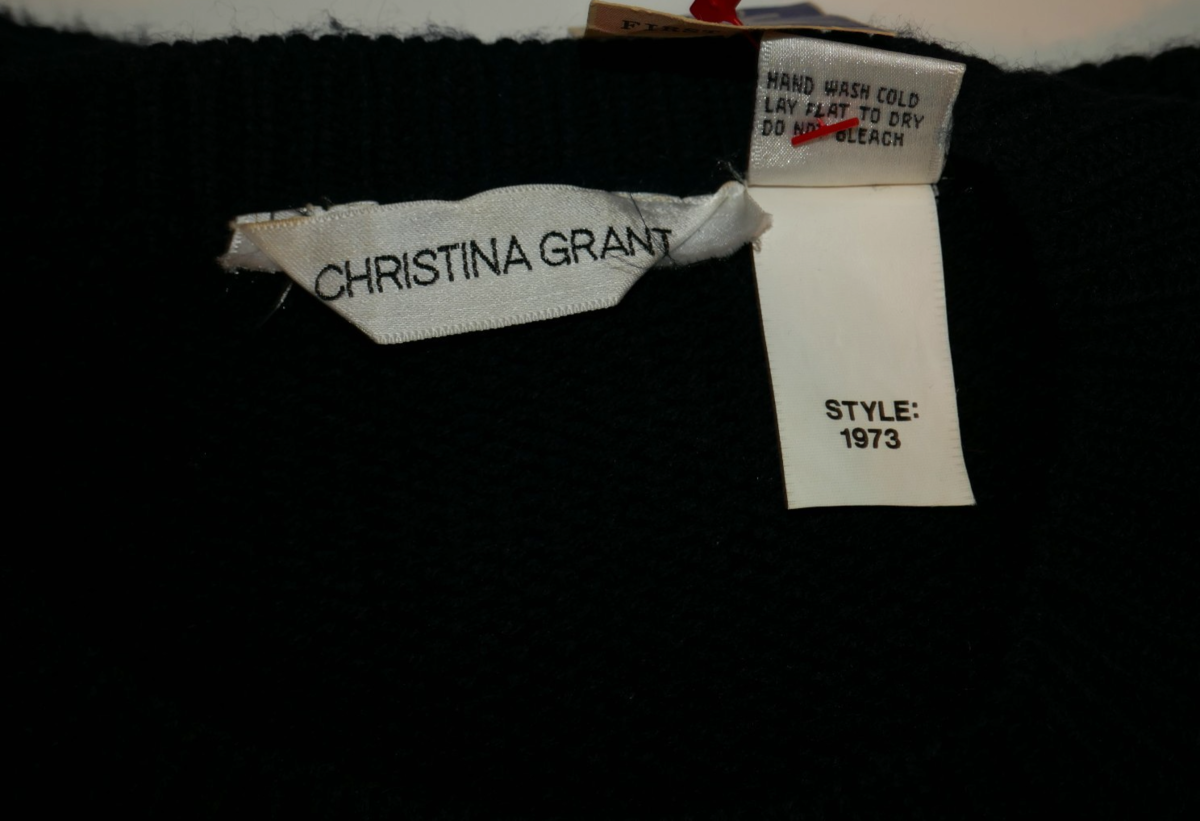 HAND WASH COLD
LAY FLAT TO DRY
DO NOT BLEACH
CHRISTINA GRANT
STYLE:
1973